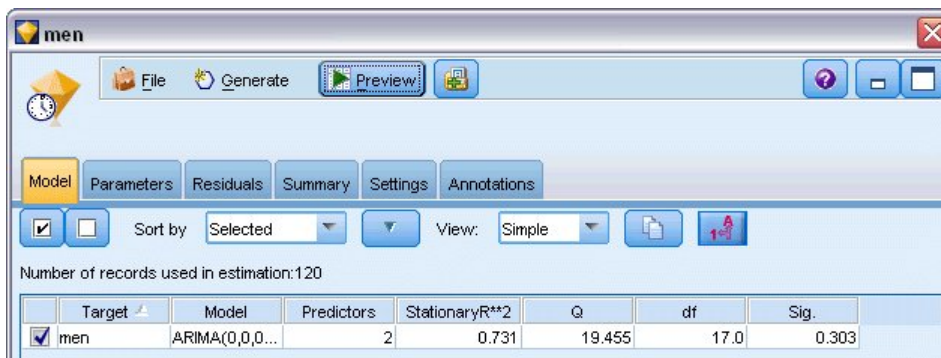 men
File Generate Preview
Model Parameters Residuals Summary Settings Annotations
Sort by Selected View: Simple
Number of records used in estimation:120
Target Model Predictors StationaryR**2 Q df Sig.
men ARIMA(0,0,0... 2 0.731 19.455 17.0 0.303